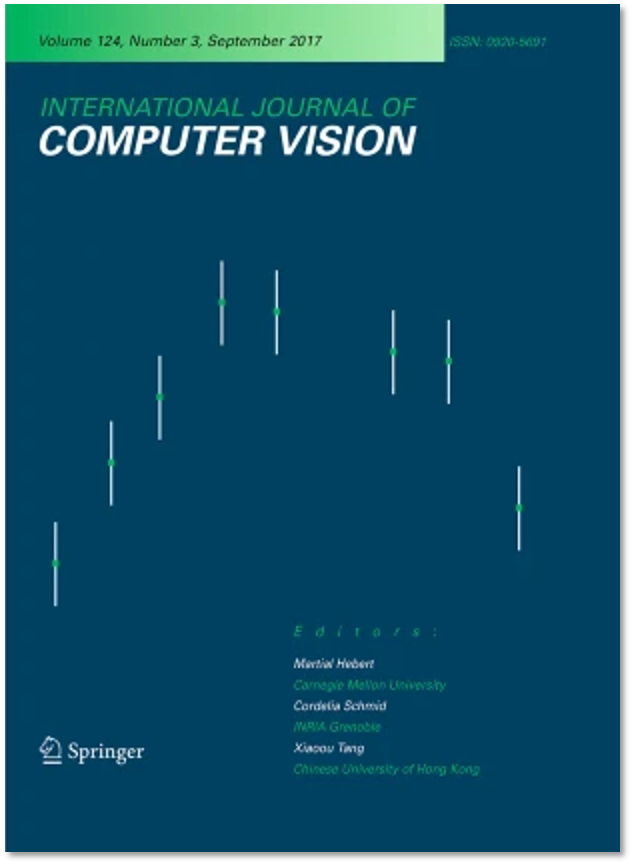 Volume 124, Number 3, September 2017
ISSN: 0920-5691
INTERNATIONAL JOURNAL OF
COMPUTER VISION
Editors:
Martial Hebert
Carnegie Mellon University
Cordelia Schmid
INRIA Grenoble
Xiaoou Tang
Chinese University of Hong Kong
Springer